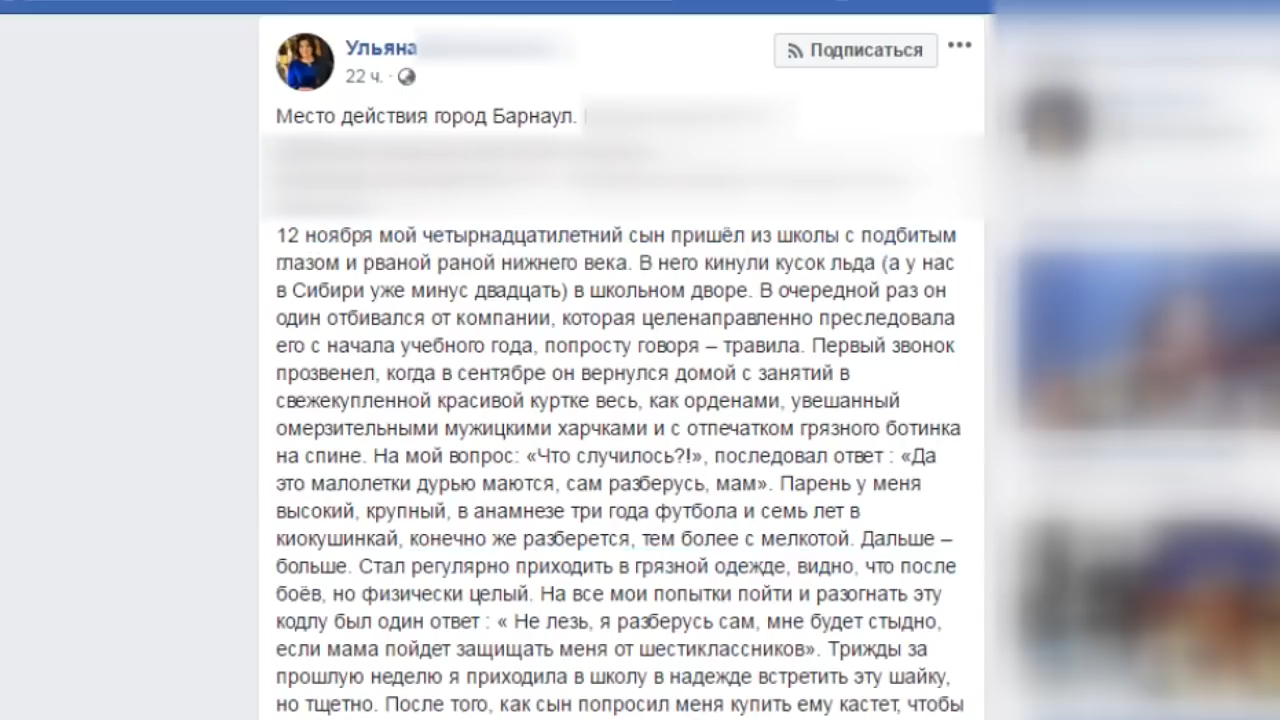 Ульяна
Подписаться
22 ч. ·
Место действия город Барнаул.
12 ноября мой четырнадцатилетний сын пришёл из школы с подбитым
глазом и рваной раной нижнего века. В него кинули кусок льда (а у нас
в Сибири уже минус двадцать) в школьном дворе. В очередной раз он
один отбивался от компании, которая целенаправленно преследовала
его с начала учебного года, попросту говоря – травила. Первый звонок
прозвенел, когда в сентябре он вернулся домой с занятий в
свежекупленной красивой куртке весь, как орденами, увешанный
омерзительными мужицкими харчками и с отпечатком грязного ботинка
на спине. На мой вопрос: «Что случилось?!», последовал ответ : «Да
это малолетки дурью маются, сам разберусь, мам». Парень у меня
высокий, крупный, в анамнезе три года футбола и семь лет в
киокушинкай, конечно же разберется, тем более с мелкотой. Дальше –
больше. Стал регулярно приходить в грязной одежде, видно, что после
боёв, но физически целый. На все мои попытки пойти и разогнать эту
кодлу был один ответ : « Не лезь, я разберусь сам, мне будет стыдно,
если мама пойдет защищать меня от шестиклассников». Трижды за
прошлую неделю я приходила в школу в надежде встретить эту шайку,
но тщетно. После того, как сын попросил меня купить ему кастет, чтобы